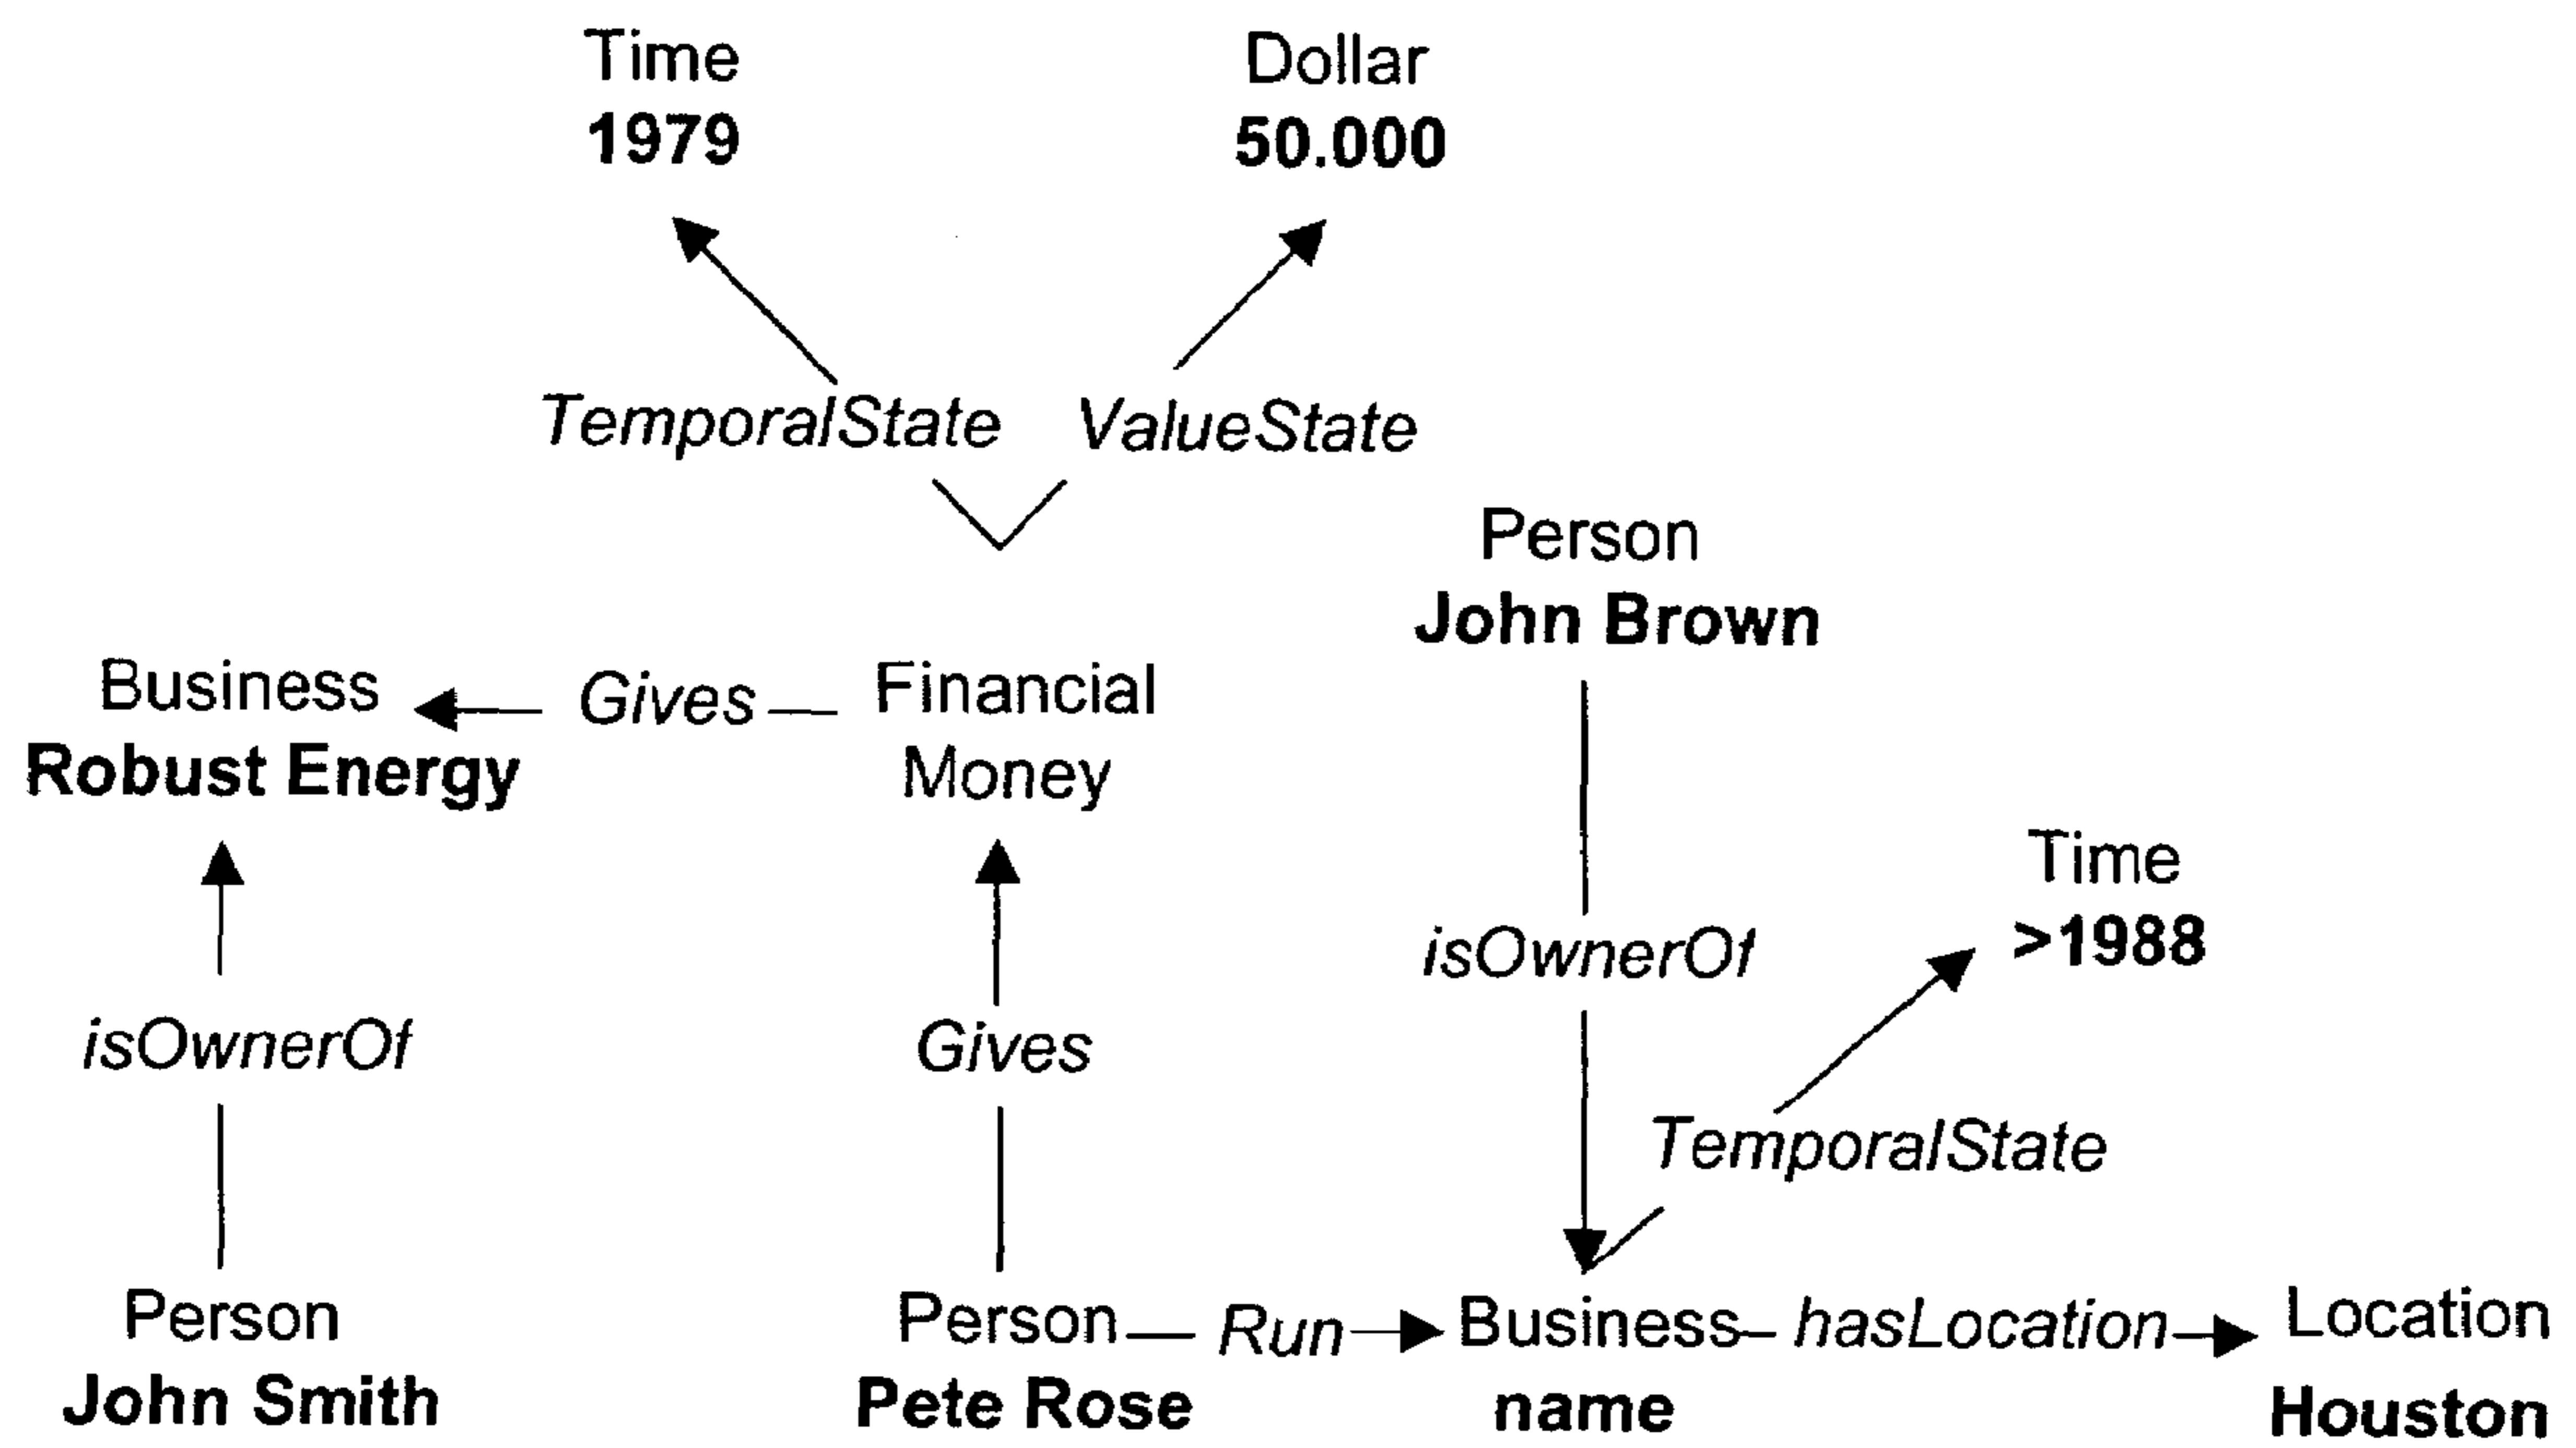 Time
1979
Dollar
50.000
TemporalState
ValueState
Person
John Brown
Business
Robust Energy
Gives
Financial
Money
isOwnerOf
Time
>1988
isOwnerOf
Gives
TemporalState
Person
John Smith
Person
Pete Rose
Run
Business
name
hasLocation
Location
Houston